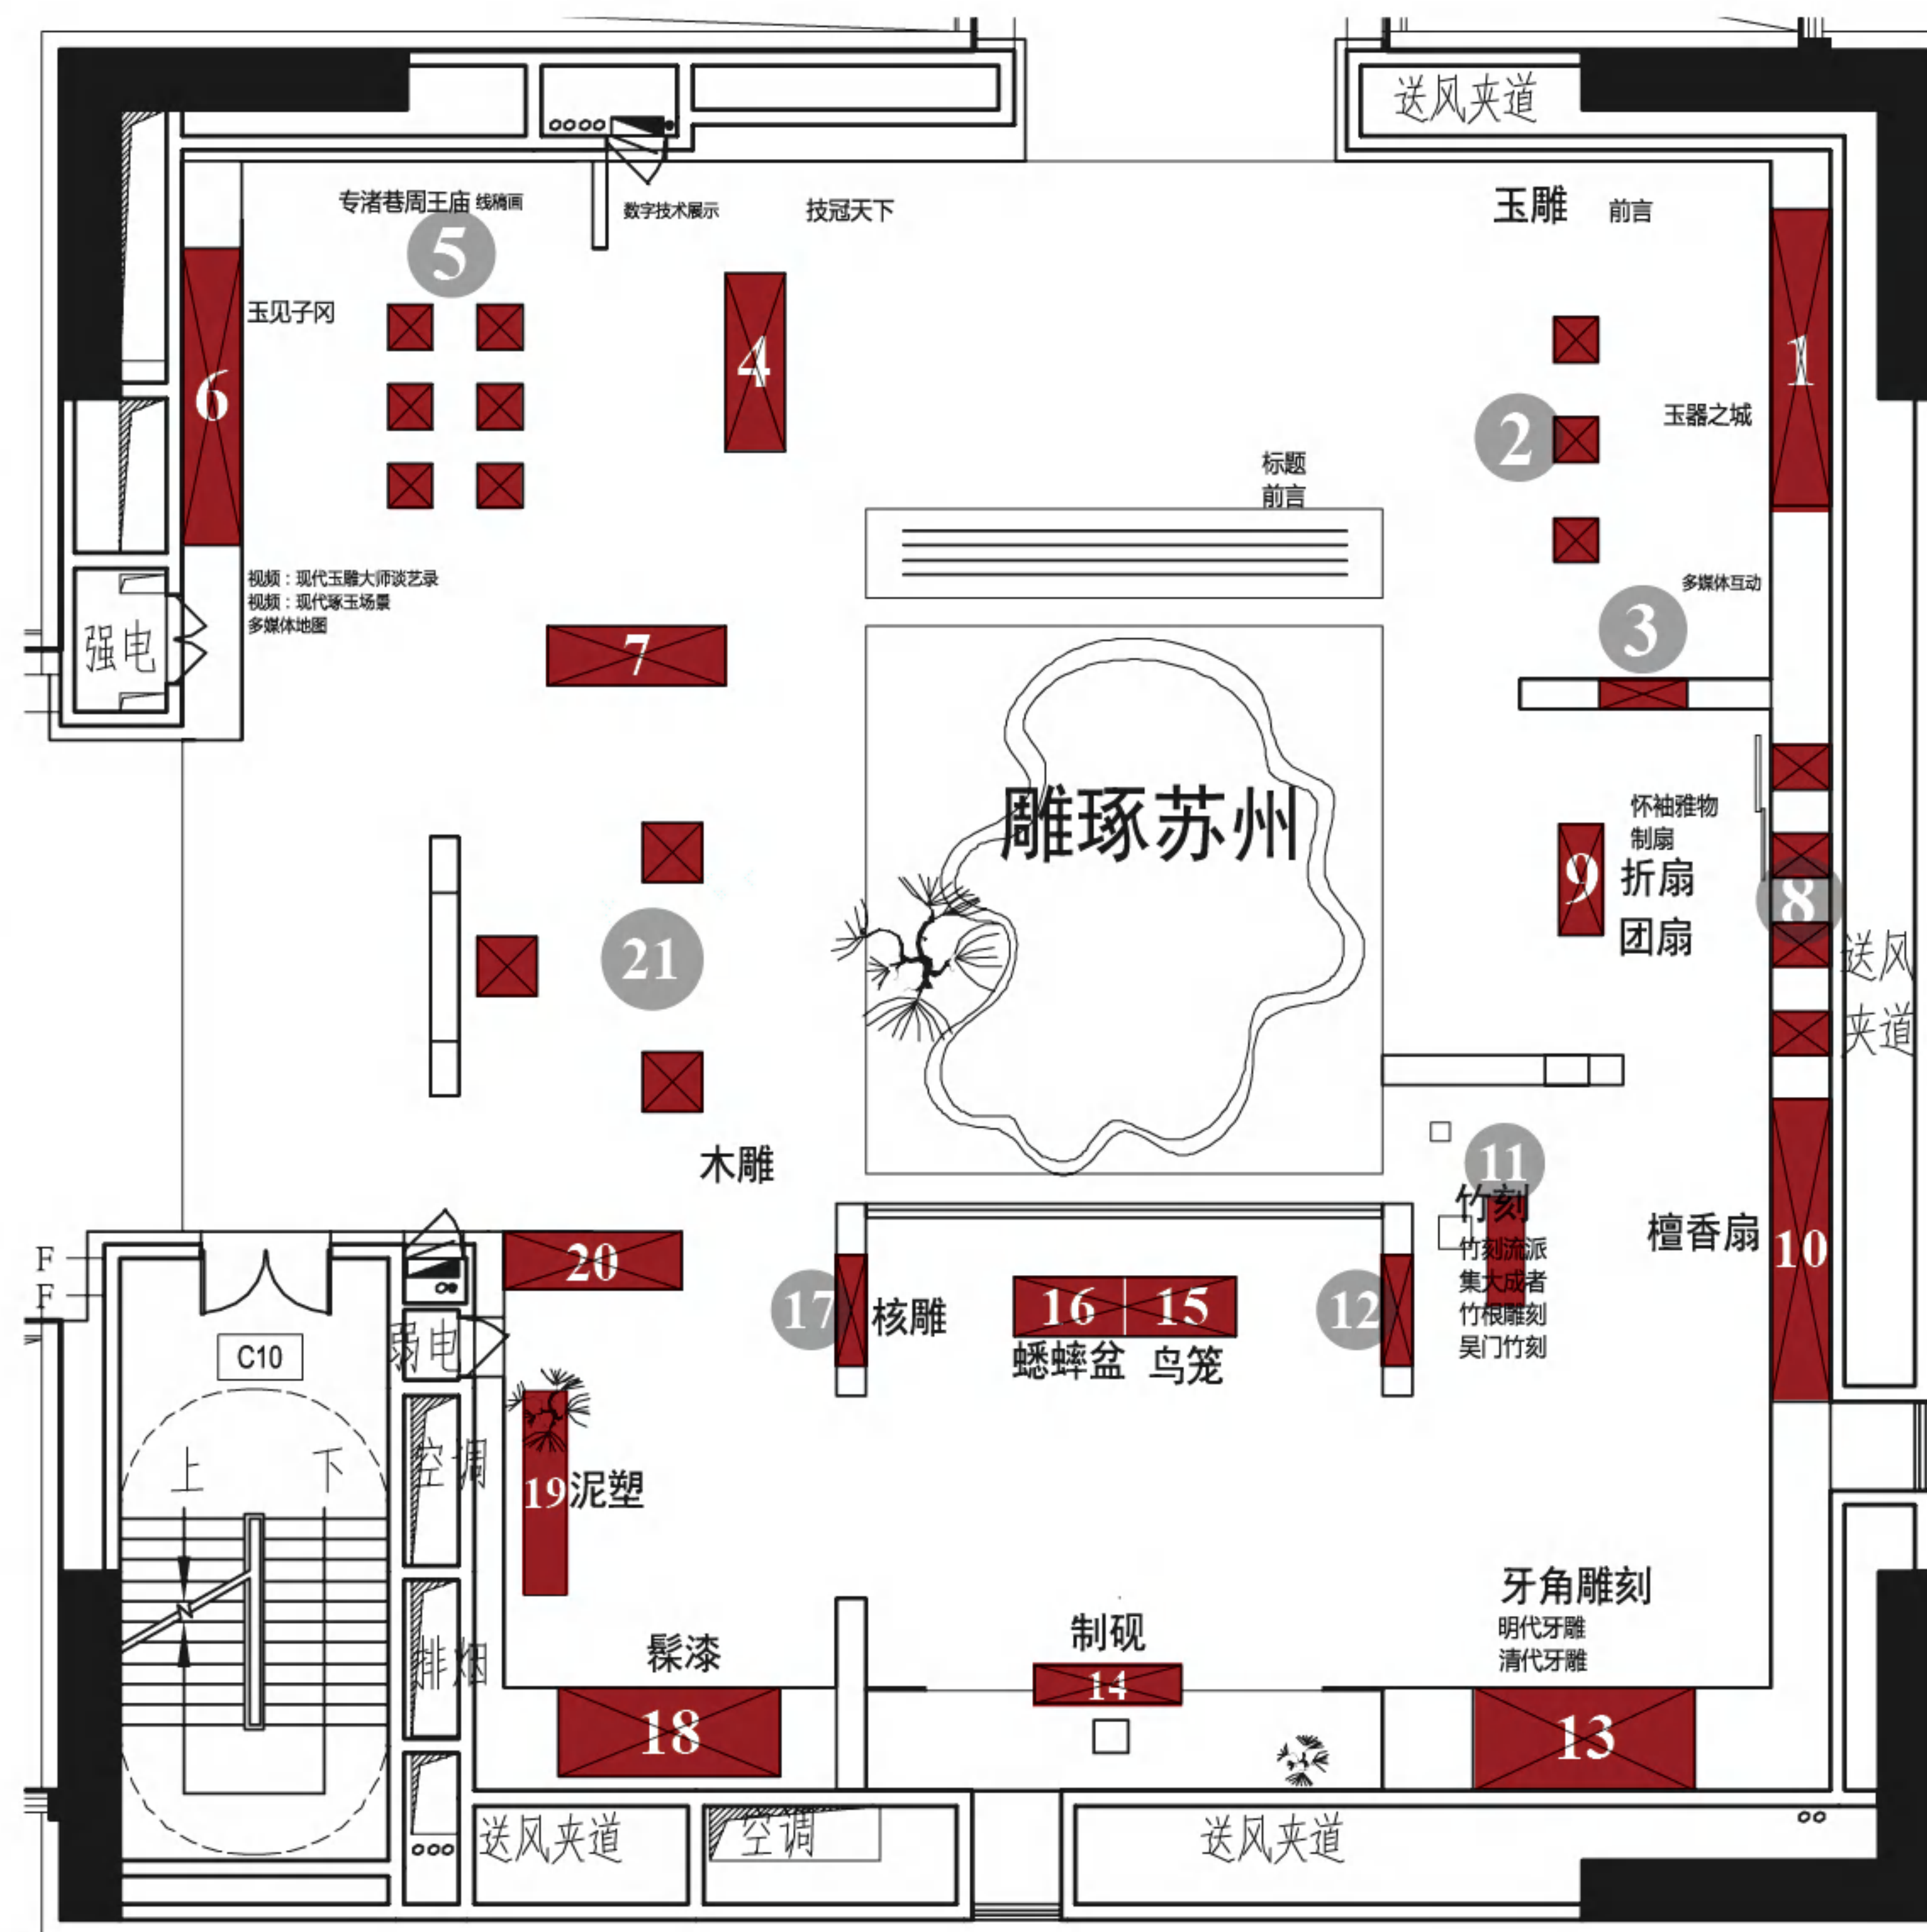 送风夹道
专渚巷周王庙 线稿画
数字技术展示
技冠天下
玉雕 前言
5
玉见子冈
6
4
1
2
玉器之城
标题
前言
视频：现代玉雕大师谈艺录
视频：现代琢玉场景
多媒体地图
多媒体互动
3
强电
7
雕琢苏州
怀袖雅物
制扇
9
折扇
团扇
8
21
送风
夹道
木雕
11
竹刻
竹刻流派
集大成者
竹根雕刻
吴门竹刻
檀香扇
10
F
F
20
17
核雕
16
15
12
蟋蟀盆
鸟笼
弱电
C10
上
下
空调
19
泥塑
牙角雕刻
明代牙雕
清代牙雕
制砚
14
髹漆
排烟
18
13
送风夹道
空调
送风夹道